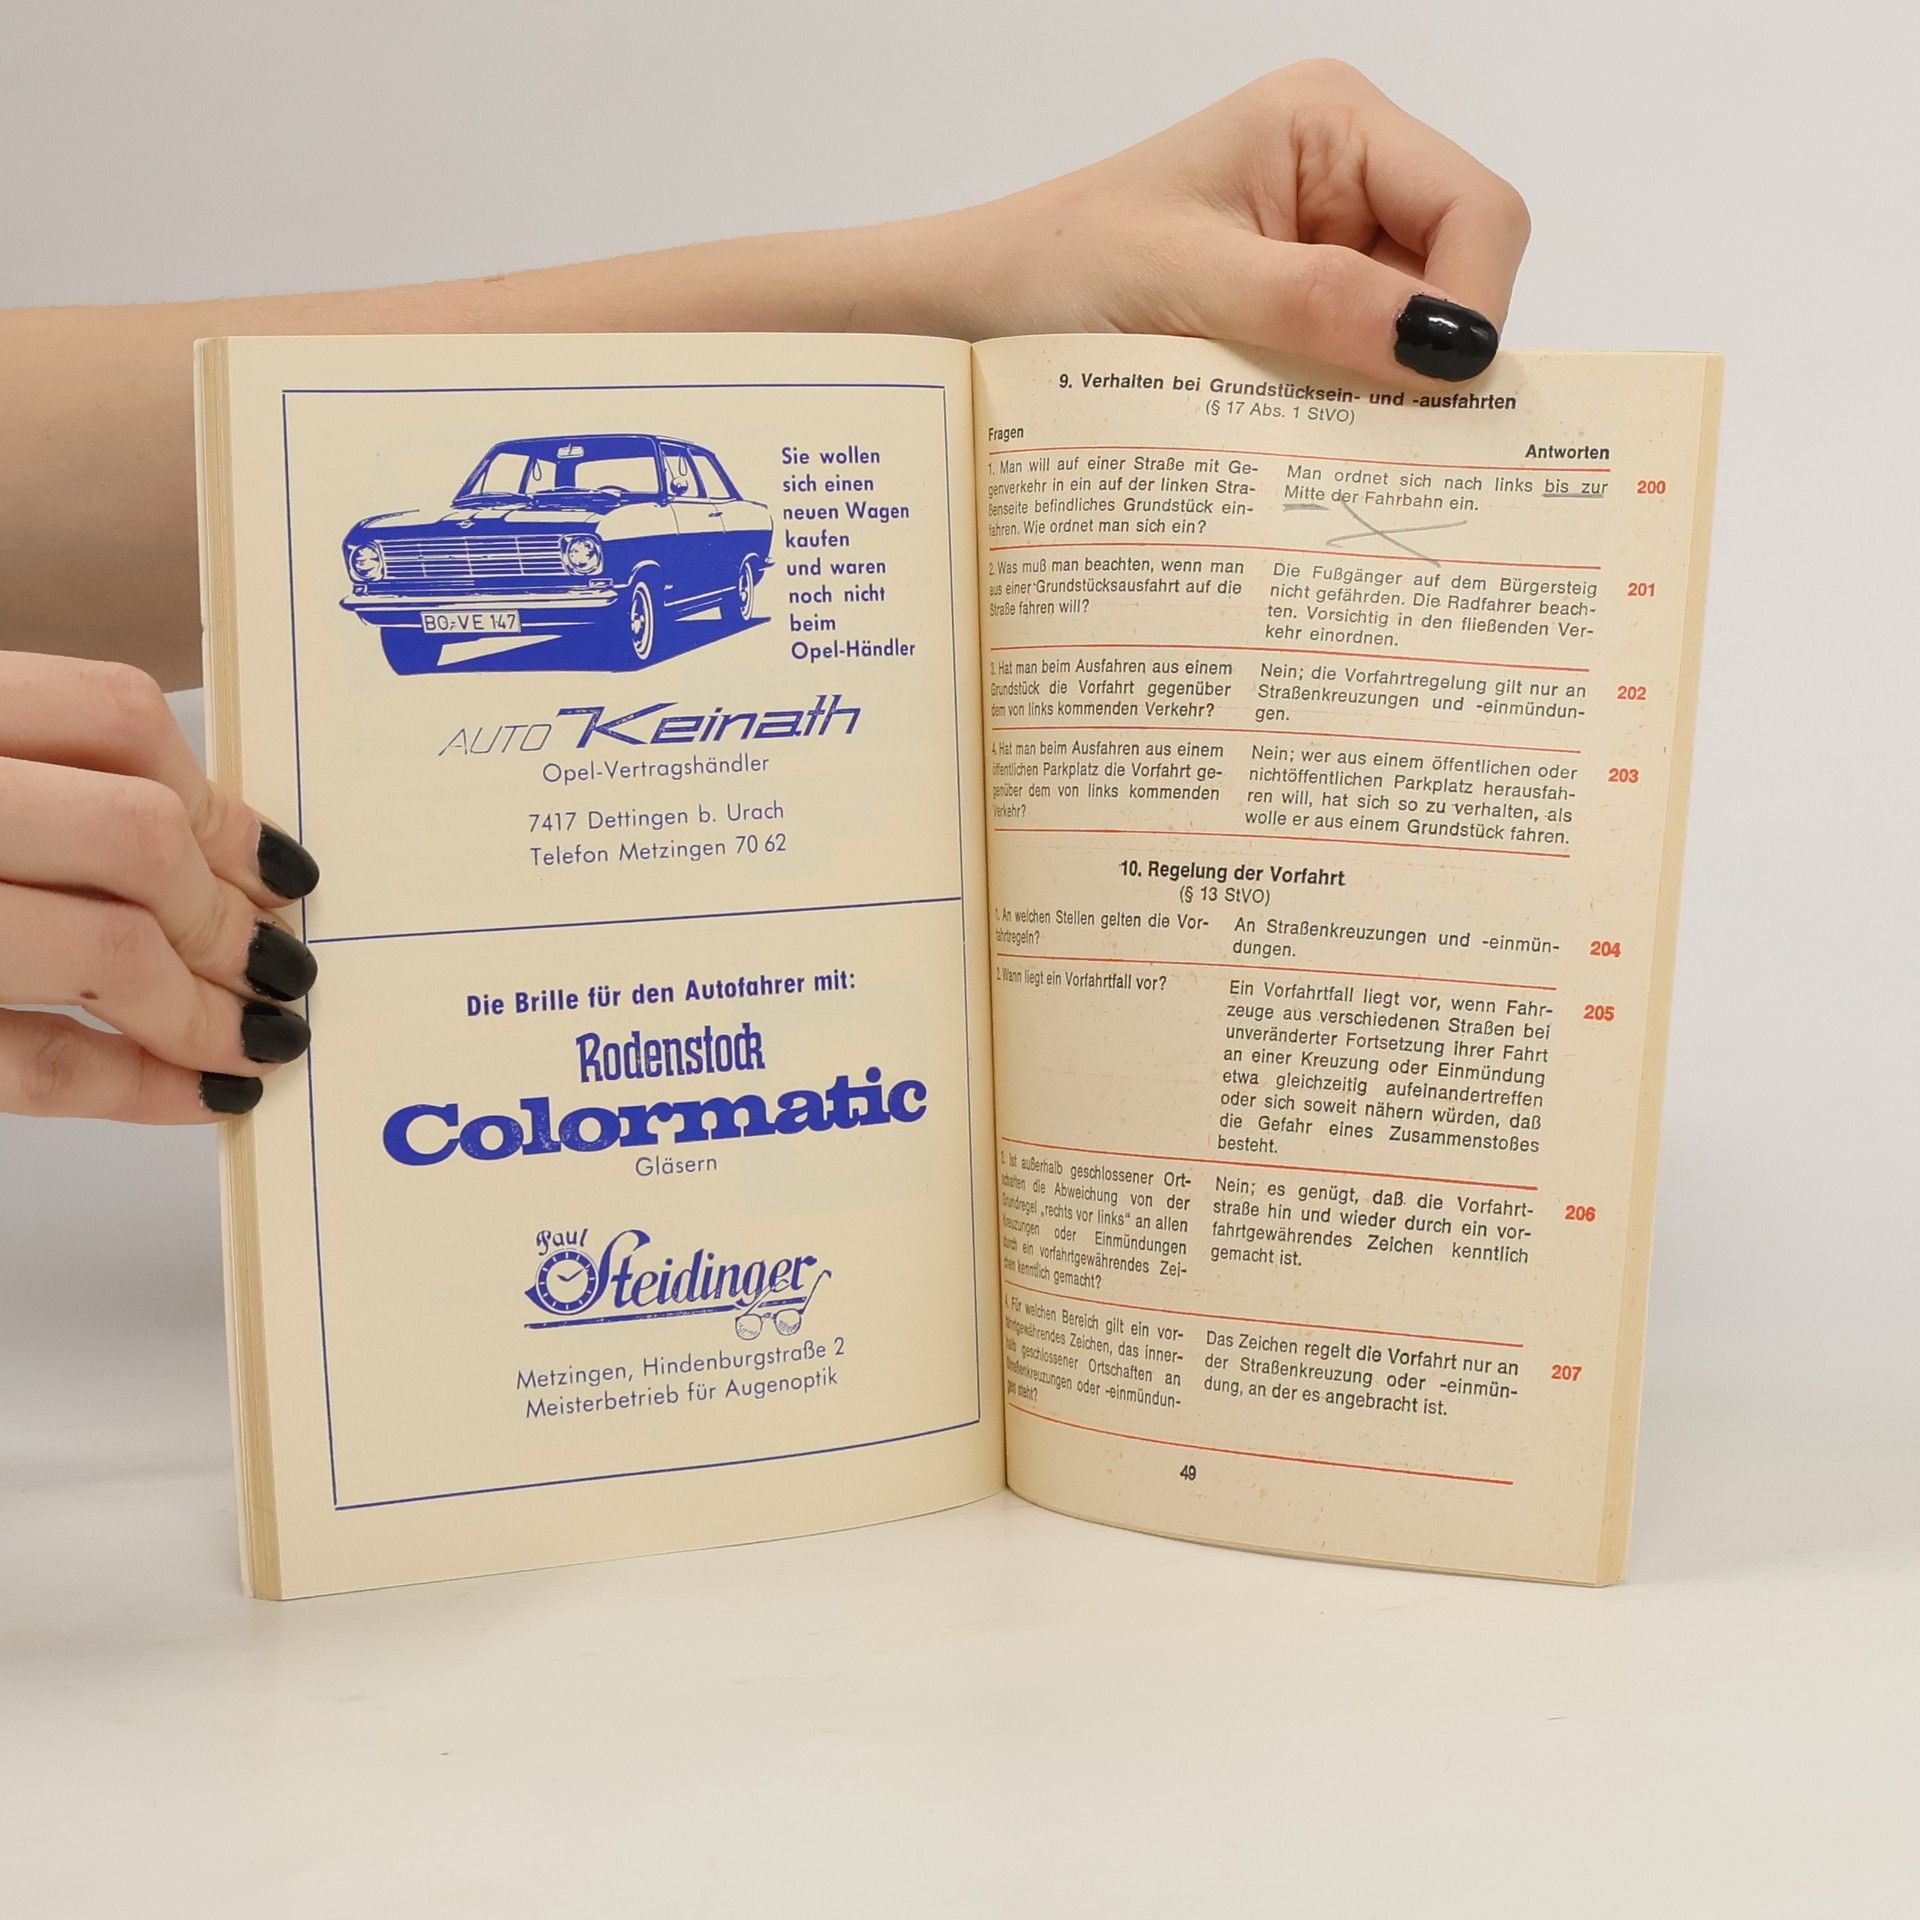 Sie wollen
sich einen
neuen Wagen
kaufen
und waren
noch nicht
beim
Opel-Händler
BO-VE 147
AUTO Keinath
Opel-Vertragshändler
7417 Dettingen b. Urach
Telefon Metzingen 70 62
Die Brille für den Autofahrer mit:
Rodenstock
Colormatic
Gläsern
Paul
Steidinger
Metzingen, Hindenburgstraße 2
Meisterbetrieb für Augenoptik
9. Verhalten bei Grundstücksein- und -ausfahrten
(§ 17 Abs. 1 StVO)
Fragen
Antworten
1. Man will auf einer Straße mit Ge-
genverkehr in ein auf der linken Stra-
ßenseite befindliches Grundstück ein-
fahren. Wie ordnet man sich ein?
Man ordnet sich nach links bis zur
Mitte der Fahrbahn ein.
200
2. Was muß man beachten, wenn man
aus einer Grundstücksausfahrt auf die
Straße fahren will?
Die Fußgänger auf dem Bürgersteig
nicht gefährden. Die Radfahrer beach-
ten. Vorsichtig in den fließenden Ver-
kehr einordnen.
201
3. Hat man beim Ausfahren aus einem
Grundstück die Vorfahrt gegenüber
dem von links kommenden Verkehr?
Nein; die Vorfahrtregelung gilt nur an
Straßenkreuzungen und -einmündun-
gen.
202
4. Hat man beim Ausfahren aus einem
öffentlichen Parkplatz die Vorfahrt ge-
genüber dem von links kommenden
Verkehr?
Nein; wer aus einem öffentlichen oder
nichtöffentlichen Parkplatz herausfah-
ren will, hat sich so zu verhalten, als
wolle er aus einem Grundstück fahren.
203
10. Regelung der Vorfahrt
(§ 13 StVO)
1. An welchen Stellen gelten die Vor-
fahrtregeln?
An Straßenkreuzungen und -einmün-
dungen.
204
2. Wann liegt ein Vorfahrtfall vor?
Ein Vorfahrtfall liegt vor, wenn Fahr-
zeuge aus verschiedenen Straßen bei
unveränderter Fortsetzung ihrer Fahrt
an einer Kreuzung oder Einmündung
etwa gleichzeitig aufeinandertreffen
oder sich soweit nähern würden, daß
die Gefahr eines Zusammenstoßes
besteht.
205
3. Ist außerhalb geschlossener Ort-
schaften die Abweichung von der
Grundregel „rechts vor links" an allen
Kreuzungen oder Einmündungen
durch ein vorfahrtgewährendes Zei-
chen kenntlich gemacht?
Nein; es genügt, daß die Vorfahrt-
straße hin und wieder durch ein vor-
fahrtgewährendes Zeichen kenntlich
gemacht ist.
206
4. Für welchen Bereich gilt ein vor-
fahrtgewährendes Zeichen, das inner-
halb geschlossener Ortschaften an
Straßenkreuzungen oder -einmündun-
gen steht?
Das Zeichen regelt die Vorfahrt nur an
der Straßenkreuzung oder -einmün-
dung, an der es angebracht ist.
207
49